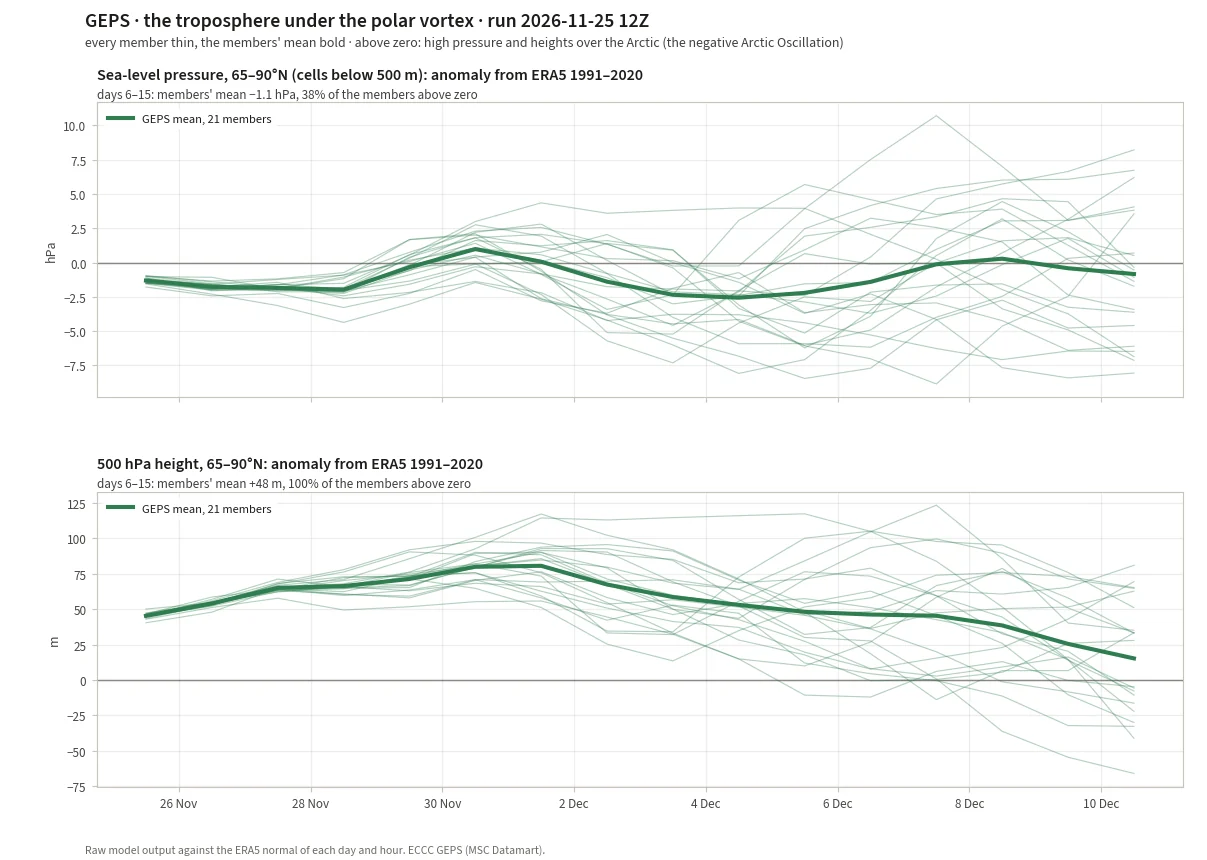 GEPS · the troposphere under the polar vortex · run 2026-11-25 12Z
every member thin, the members' mean bold · above zero: high pressure and heights over the Arctic (the negative Arctic Oscillation)
Sea-level pressure, 65–90°N (cells below 500 m): anomaly from ERA5 1991–2020
days 6–15: members' mean −1.1 hPa, 38% of the members above zero
GEPS mean, 21 members
10.0
7.5
5.0
2.5
0.0
−2.5
−5.0
−7.5
hPa
500 hPa height, 65–90°N: anomaly from ERA5 1991–2020
days 6–15: members' mean +48 m, 100% of the members above zero
GEPS mean, 21 members
125
100
75
50
25
0
−25
−50
−75
m
26 Nov
28 Nov
30 Nov
2 Dec
4 Dec
6 Dec
8 Dec
10 Dec
Raw model output against the ERA5 normal of each day and hour. ECCC GEPS (MSC Datamart).